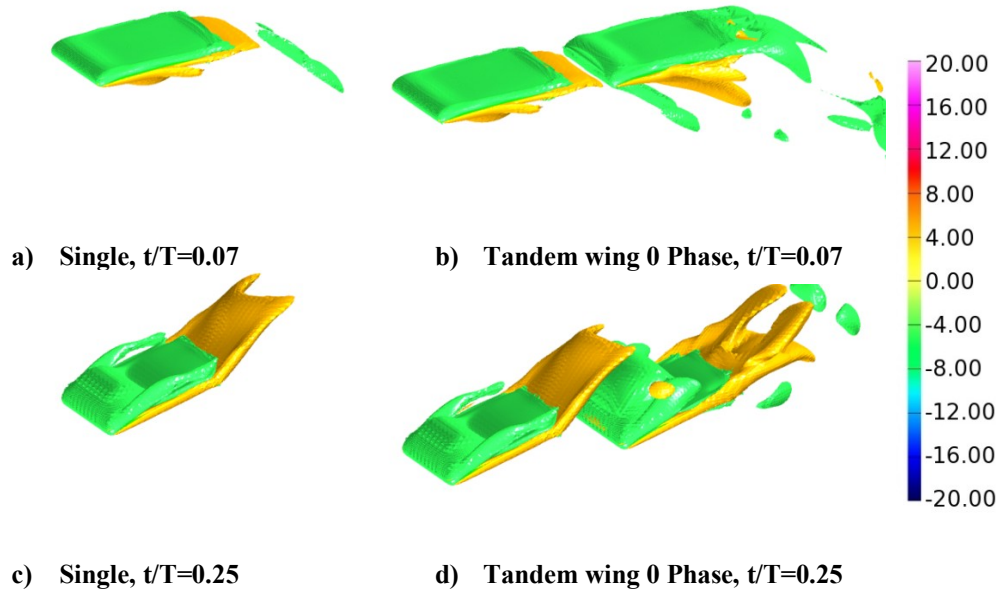 20.00
16.00
12.00
8.00
4.00
0.00
-4.00
-8.00
-12.00
-16.00
-20.00
a) Single, t/T=0.07
b) Tandem wing 0 Phase, t/T=0.07
c) Single, t/T=0.25
d) Tandem wing 0 Phase, t/T=0.25